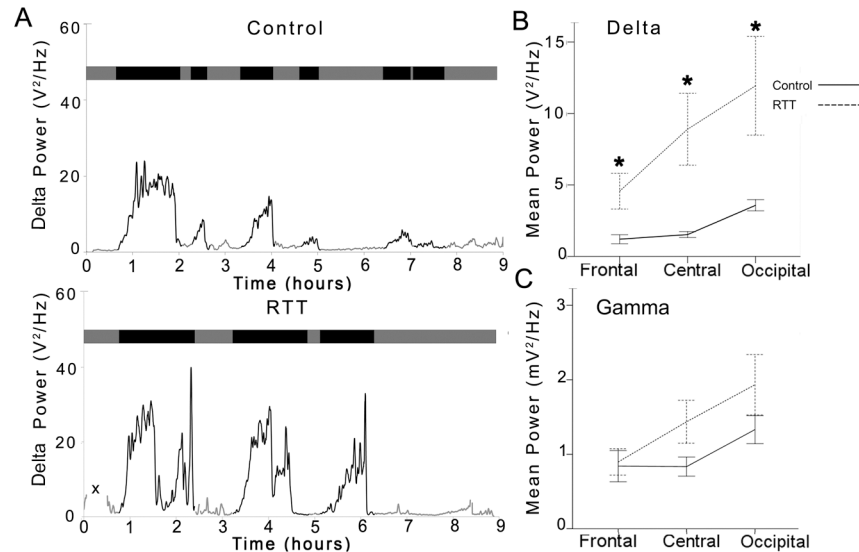 A
Control
Delta Power (V²/Hz)
60
40
20
0
0 1 2 3 4 5 6 7 8 9
Time (hours)
RTT
Delta Power (V²/Hz)
60
40
20
0
x
0 1 2 3 4 5 6 7 8 9
Time (hours)
B
Delta
Mean Power (V²/Hz)
15
10
5
0
* * *
Control
RTT
Frontal Central Occipital
C
Gamma
Mean Power (mV²/Hz)
3
2
1
0
Frontal Central Occipital